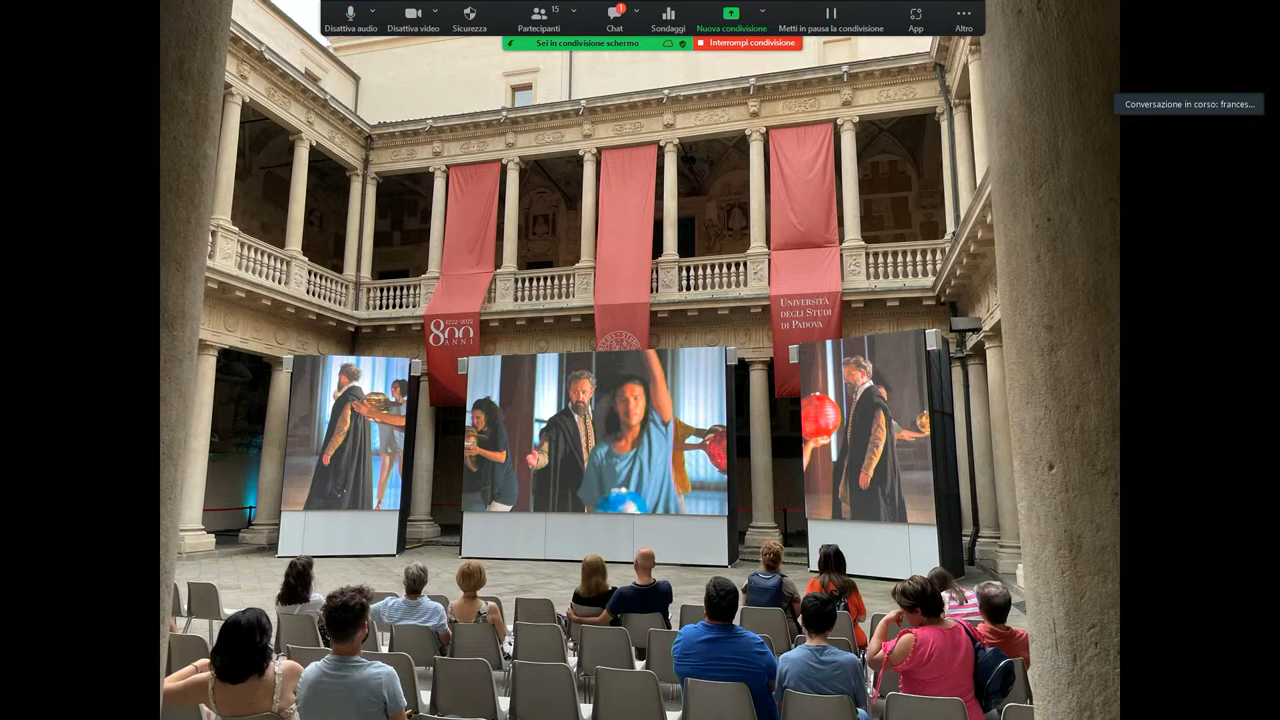 Disattiva audio
Disattiva video
Sicurezza
15
Partecipanti
1
Chat
Sondaggi
Nuova condivisione
Metti in pausa la condivisione
App
Altro
Sei in condivisione schermo
Interrompi condivisione
Conversazione in corso: frances...
1222-2022
800
ANNI
UNIVERSITÀ
DEGLI STUDI
DI PADOVA